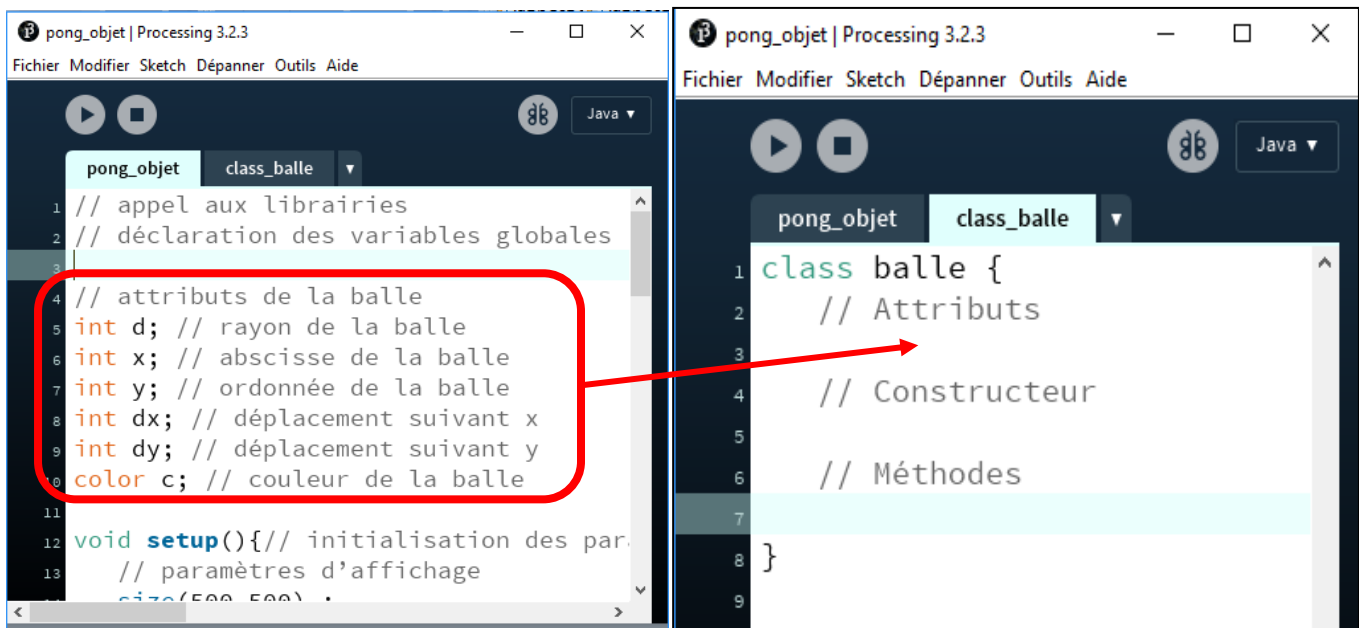 pong_objet | Processing 3.2.3
Fichier Modifier Sketch Dépanner Outils Aide
Java ▾
pong_objet class_balle ▾
1 // appel aux librairies
2 // déclaration des variables globales
3
4 // attributs de la balle
5 int d; // rayon de la balle
6 int x; // abscisse de la balle
7 int y; // ordonnée de la balle
8 int dx; // déplacement suivant x
9 int dy; // déplacement suivant y
10 color c; // couleur de la balle
11
12 void setup(){// initialisation des par
13 // paramètres d’affichage
size(500,500) ;
pong_objet | Processing 3.2.3
Fichier Modifier Sketch Dépanner Outils Aide
Java ▾
pong_objet class_balle ▾
1 class balle {
2 // Attributs
3
4 // Constructeur
5
6 // Méthodes
7
8 }
9